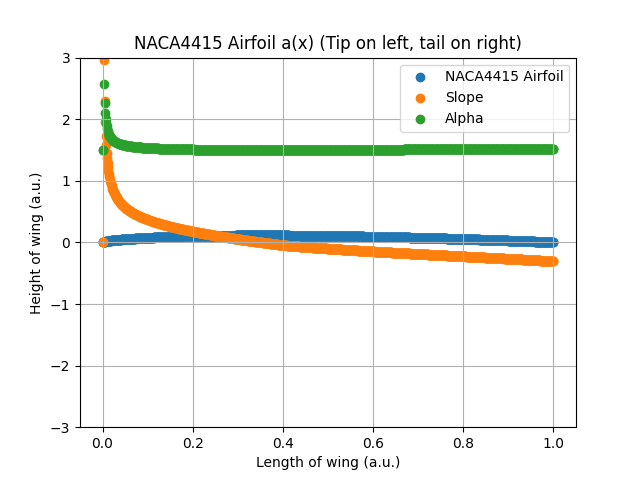 NACA4415 Airfoil a(x) (Tip on left, tail on right)
NACA4415 Airfoil
Slope
Alpha
3
2
1
0
−1
−2
−3
Height of wing (a.u.)
0.0 0.2 0.4 0.6 0.8 1.0
Length of wing (a.u.)